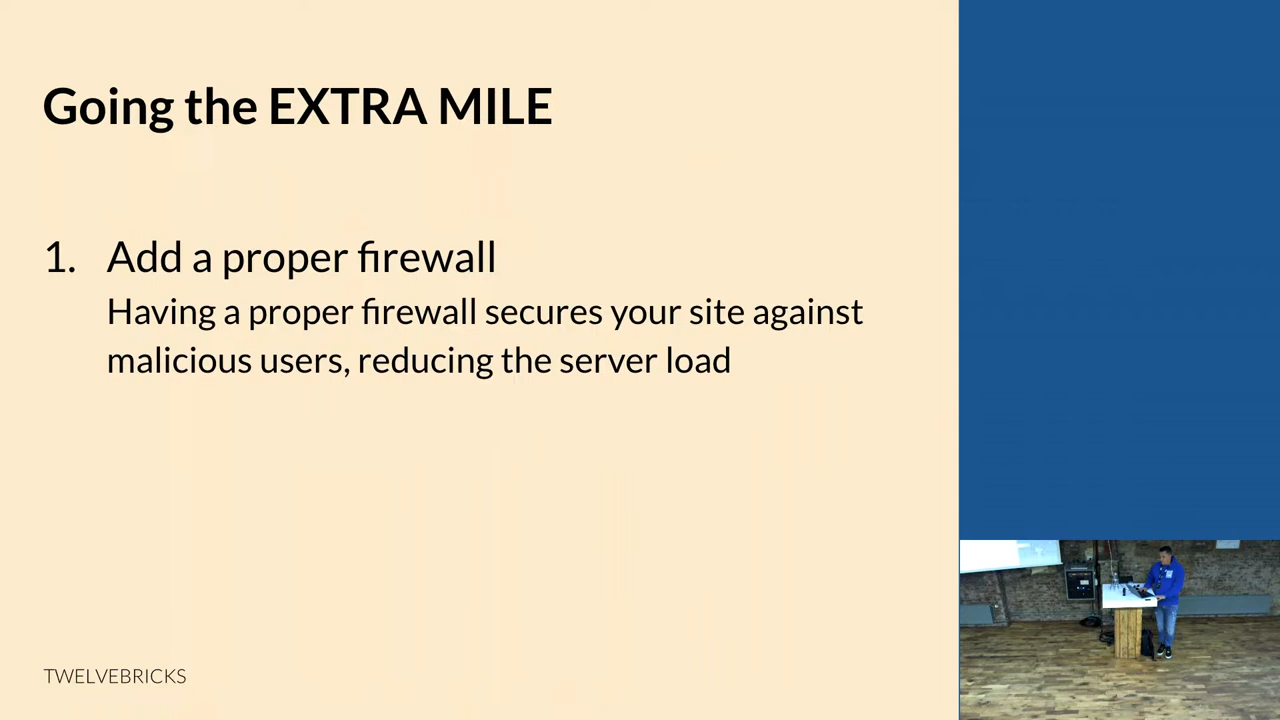 Going the EXTRA MILE
1. Add a proper firewall
Having a proper firewall secures your site against
malicious users, reducing the server load
TWELVEBRICKS